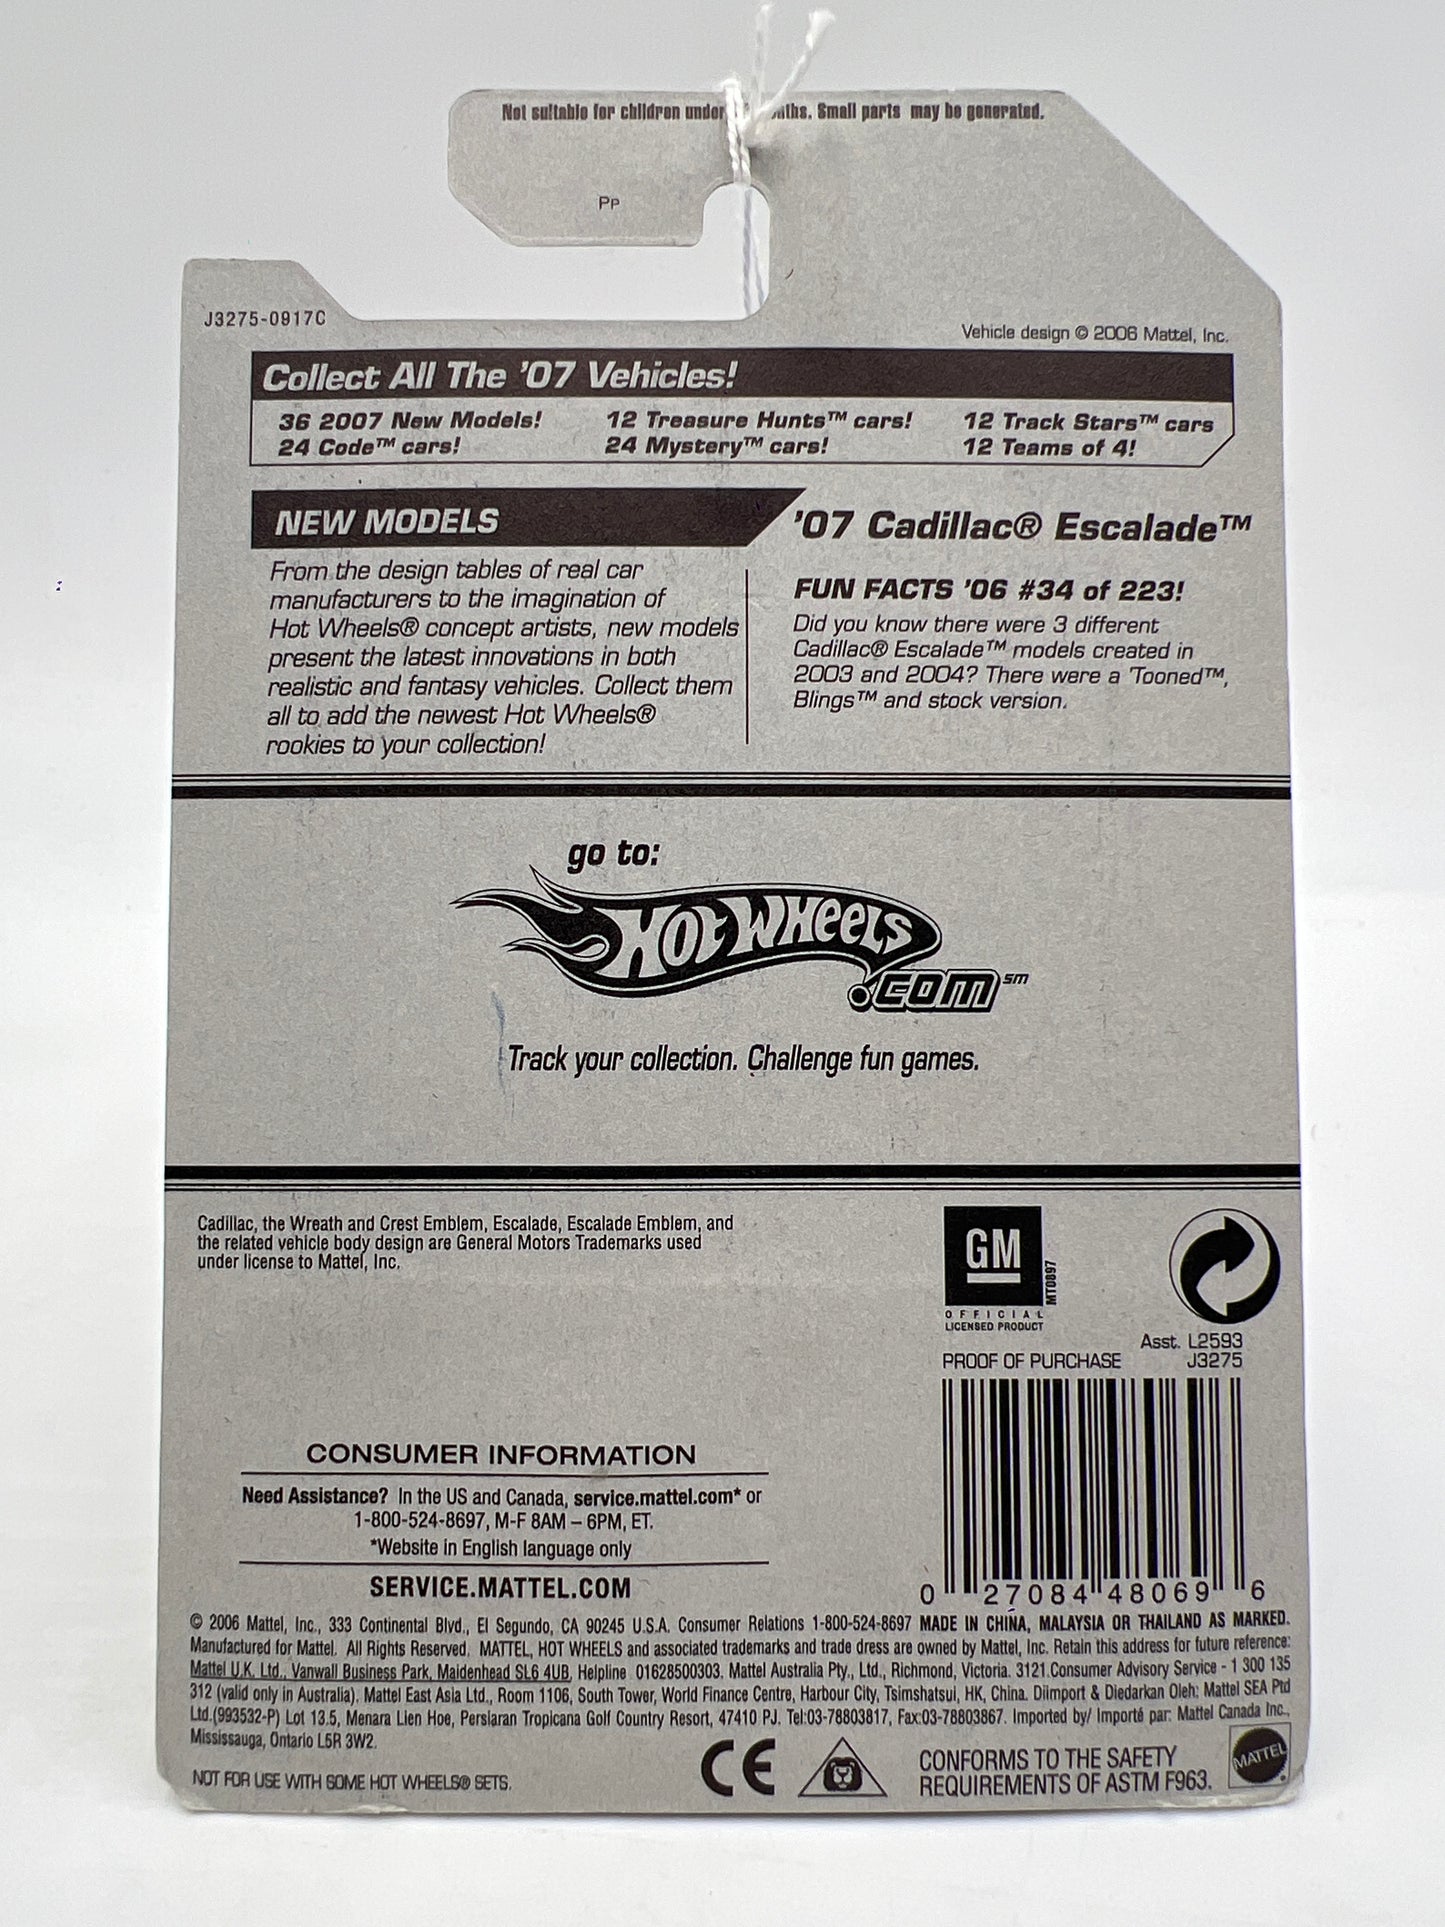 Not suitable for children under months. Small parts may be generated.
PP
J3275-0917C
Vehicle design © 2006 Mattel, Inc.
Collect All The '07 Vehicles!
36 2007 New Models! 12 Treasure Hunts™ cars! 12 Track Stars™ cars
24 Code™ cars! 24 Mystery™ cars! 12 Teams of 4!
NEW MODELS
From the design tables of real car
manufacturers to the imagination of
Hot Wheels® concept artists, new models
present the latest innovations in both
realistic and fantasy vehicles. Collect them
all to add the newest Hot Wheels®
rookies to your collection!
'07 Cadillac® Escalade™
FUN FACTS '06 #34 of 223!
Did you know there were 3 different
Cadillac® Escalade™ models created in
2003 and 2004? There were a 'Tooned™,
Blings™ and stock version.
go to:
HOT WHEELS
.COM℠
Track your collection. Challenge fun games.
Cadillac, the Wreath and Crest Emblem, Escalade, Escalade Emblem, and
the related vehicle body design are General Motors Trademarks used
under license to Mattel, Inc.
GM
MT0897
OFFICIAL
LICENSED PRODUCT
Asst. L2593
PROOF OF PURCHASE J3275
0 27084 48069 6
CONSUMER INFORMATION
Need Assistance? In the US and Canada, service.mattel.com* or
1-800-524-8697, M-F 8AM – 6PM, ET.
*Website in English language only
SERVICE.MATTEL.COM
© 2006 Mattel, Inc., 333 Continental Blvd., El Segundo, CA 90245 U.S.A. Consumer Relations 1-800-524-8697 MADE IN CHINA, MALAYSIA OR THAILAND AS MARKED.
Manufactured for Mattel. All Rights Reserved. MATTEL, HOT WHEELS and associated trademarks and trade dress are owned by Mattel, Inc. Retain this address for future reference:
Mattel U.K. Ltd., Vanwall Business Park, Maidenhead SL6 4UB, Helpline 01628500303. Mattel Australia Pty., Ltd., Richmond, Victoria. 3121.Consumer Advisory Service - 1 300 135
312 (valid only in Australia). Mattel East Asia Ltd., Room 1106, South Tower, World Finance Centre, Harbour City, Tsimshatsui, HK, China. Diimport & Diedarkan Oleh: Mattel SEA Ptd
Ltd.(993532-P) Lot 13.5, Menara Lien Hoe, Persiaran Tropicana Golf Country Resort, 47410 PJ. Tel:03-78803817, Fax:03-78803867. Imported by/ Importé par: Mattel Canada Inc.,
Mississauga, Ontario L5R 3W2.
NOT FOR USE WITH SOME HOT WHEELS® SETS.
CE
CONFORMS TO THE SAFETY
REQUIREMENTS OF ASTM F963.
MATTEL